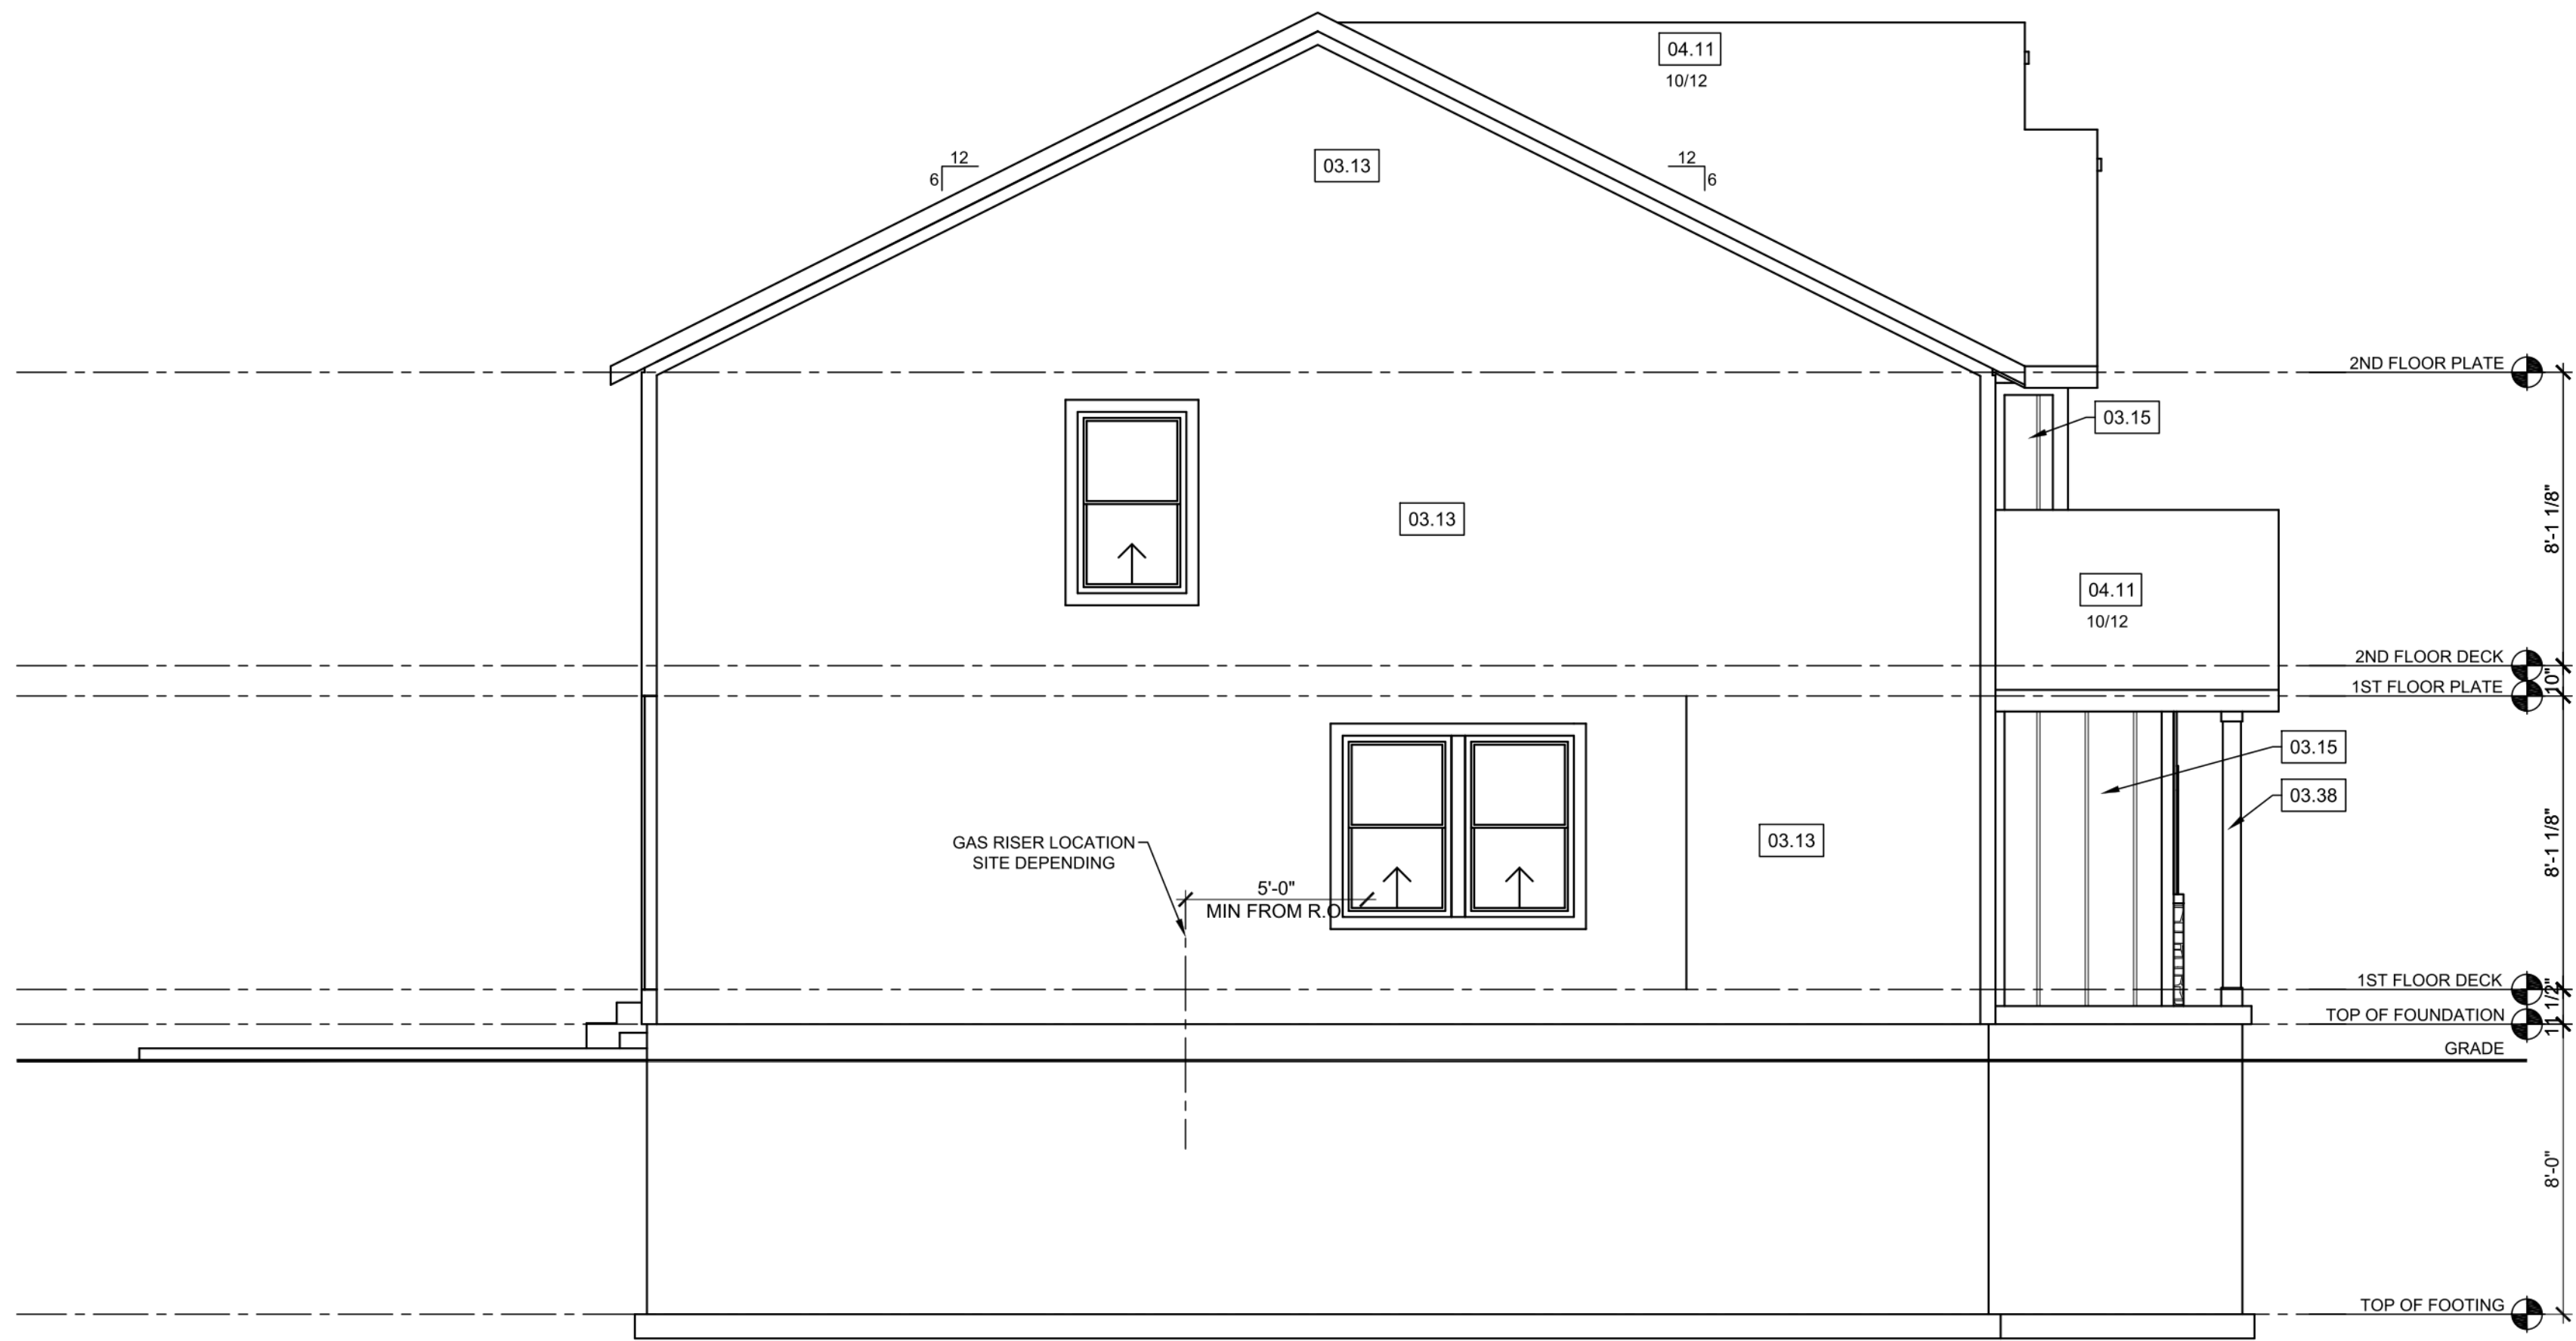 04.11
10/12
12
6
03.13
12
6
2ND FLOOR PLATE
03.15
03.13
8'-1 1/8"
04.11
10/12
2ND FLOOR DECK
10"
1ST FLOOR PLATE
03.15
03.38
GAS RISER LOCATION
SITE DEPENDING
03.13
8'-1 1/8"
5'-0"
MIN FROM R.O
1ST FLOOR DECK
11 1/2"
TOP OF FOUNDATION
GRADE
8'-0"
TOP OF FOOTING